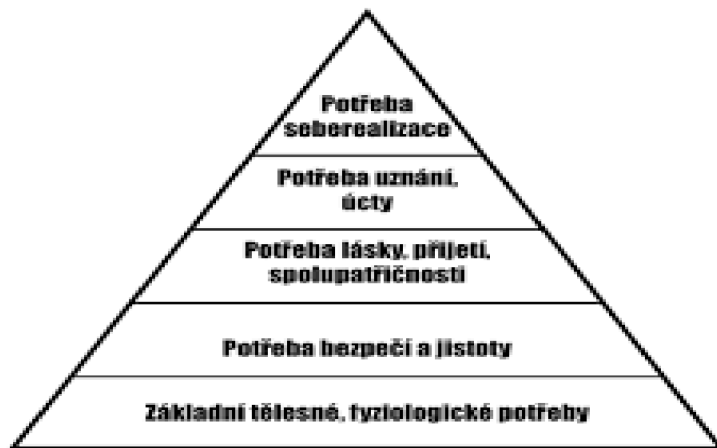 Potřeba
seberealizace
Potřeba uznání,
úcty
Potřeba lásky, přijetí,
spolupatřičnosti
Potřeba bezpečí a jistoty
Základní tělesné, fyziologické potřeby